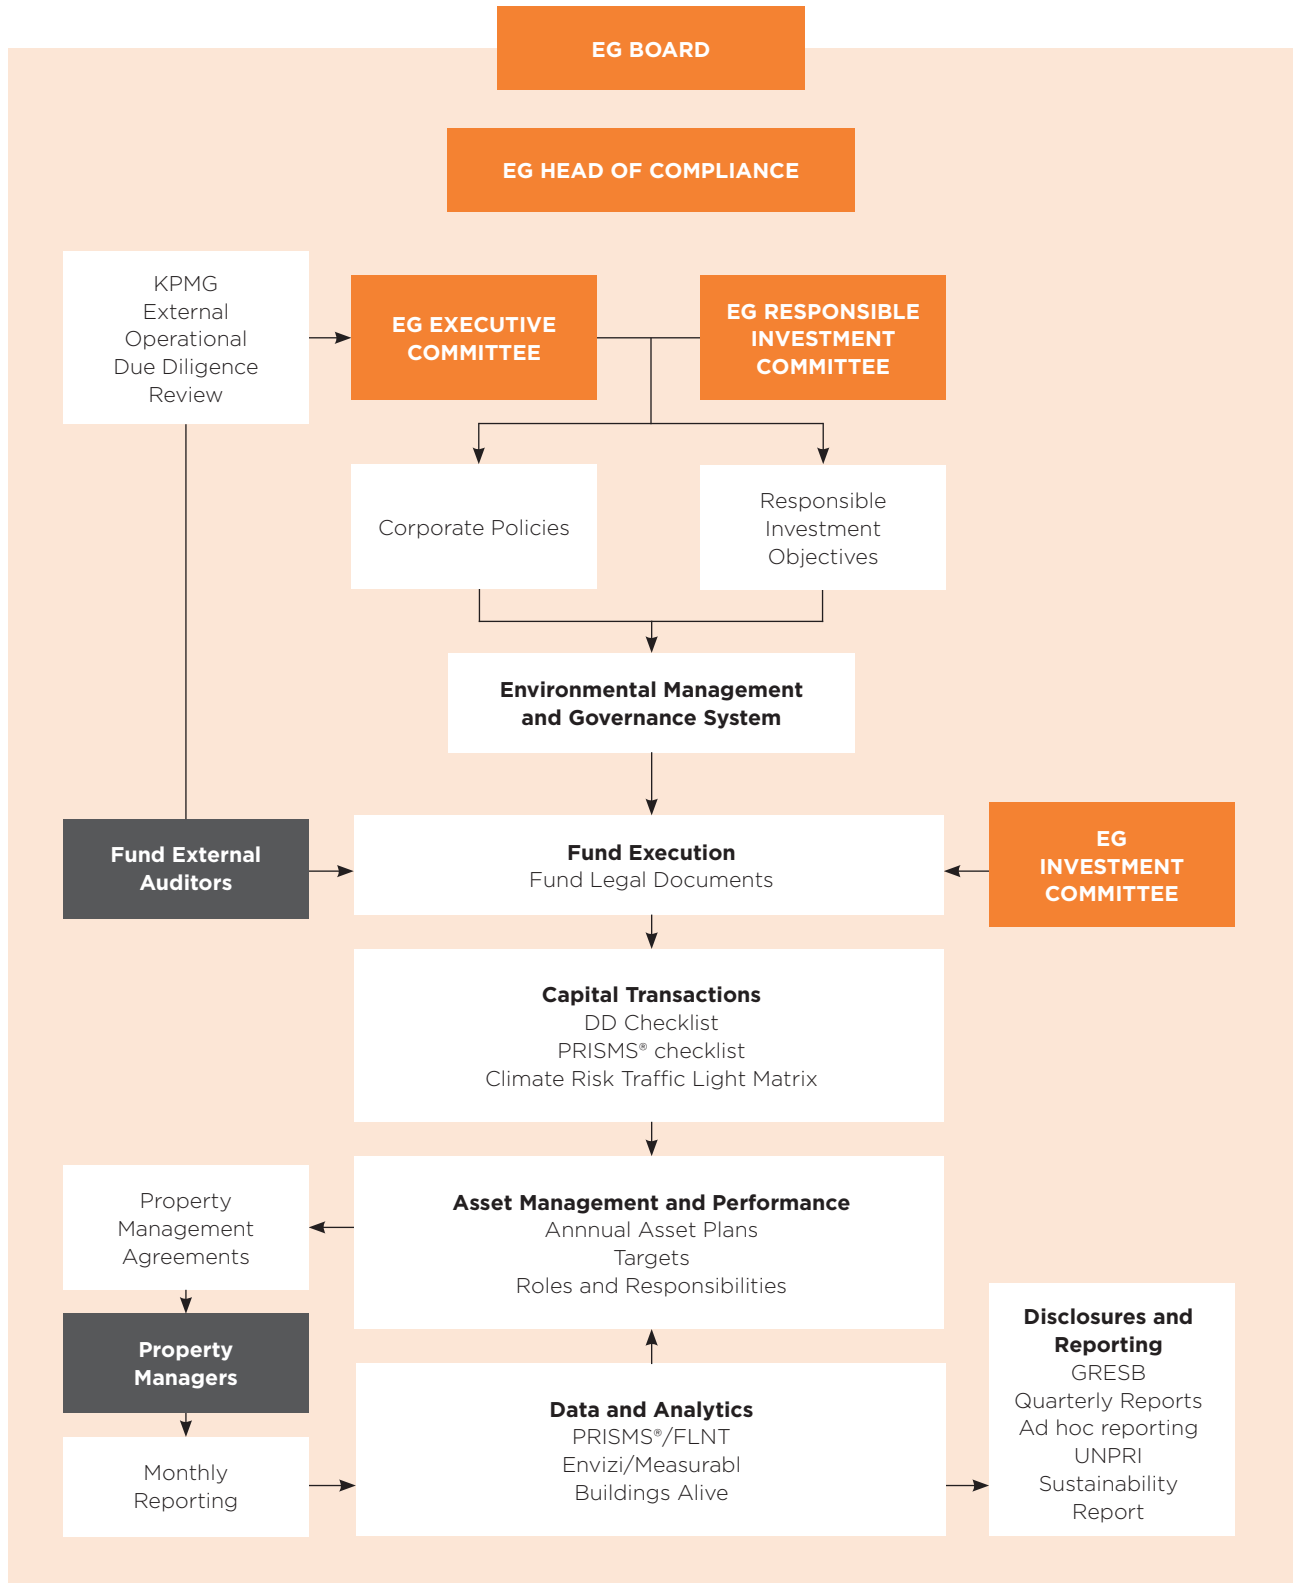 EG BOARD
EG HEAD OF COMPLIANCE
KPMG
External
Operational
Due Diligence
Review
EG EXECUTIVE
COMMITTEE
EG RESPONSIBLE
INVESTMENT
COMMITTEE
Corporate Policies
Responsible
Investment
Objectives
Environmental Management
and Governance System
Fund External
Auditors
Fund Execution
Fund Legal Documents
EG
INVESTMENT
COMMITTEE
Capital Transactions
DD Checklist
PRISMS® checklist
Climate Risk Traffic Light Matrix
Property
Management
Agreements
Asset Management and Performance
Annnual Asset Plans
Targets
Roles and Responsibilities
Property
Managers
Monthly
Reporting
Data and Analytics
PRISMS®/FLNT
Envizi/Measurabl
Buildings Alive
Disclosures and
Reporting
GRESB
Quarterly Reports
Ad hoc reporting
UNPRI
Sustainability
Report